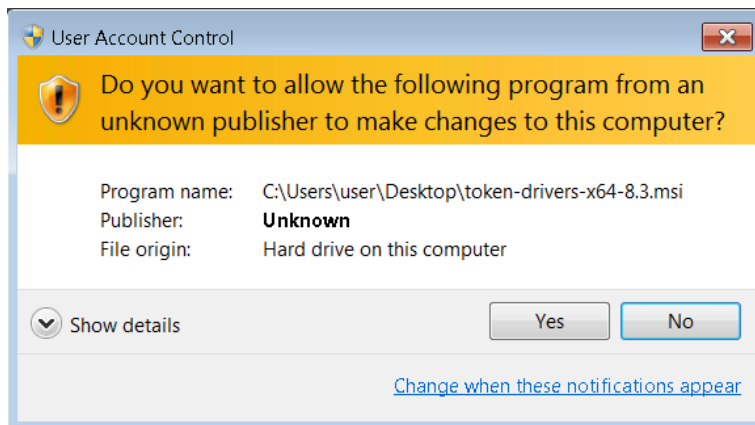 User Account Control
Do you want to allow the following program from an
unknown publisher to make changes to this computer?
Program name: C:\Users\user\Desktop\token-drivers-x64-8.3.msi
Publisher: Unknown
File origin: Hard drive on this computer
Show details
Yes No
Change when these notifications appear